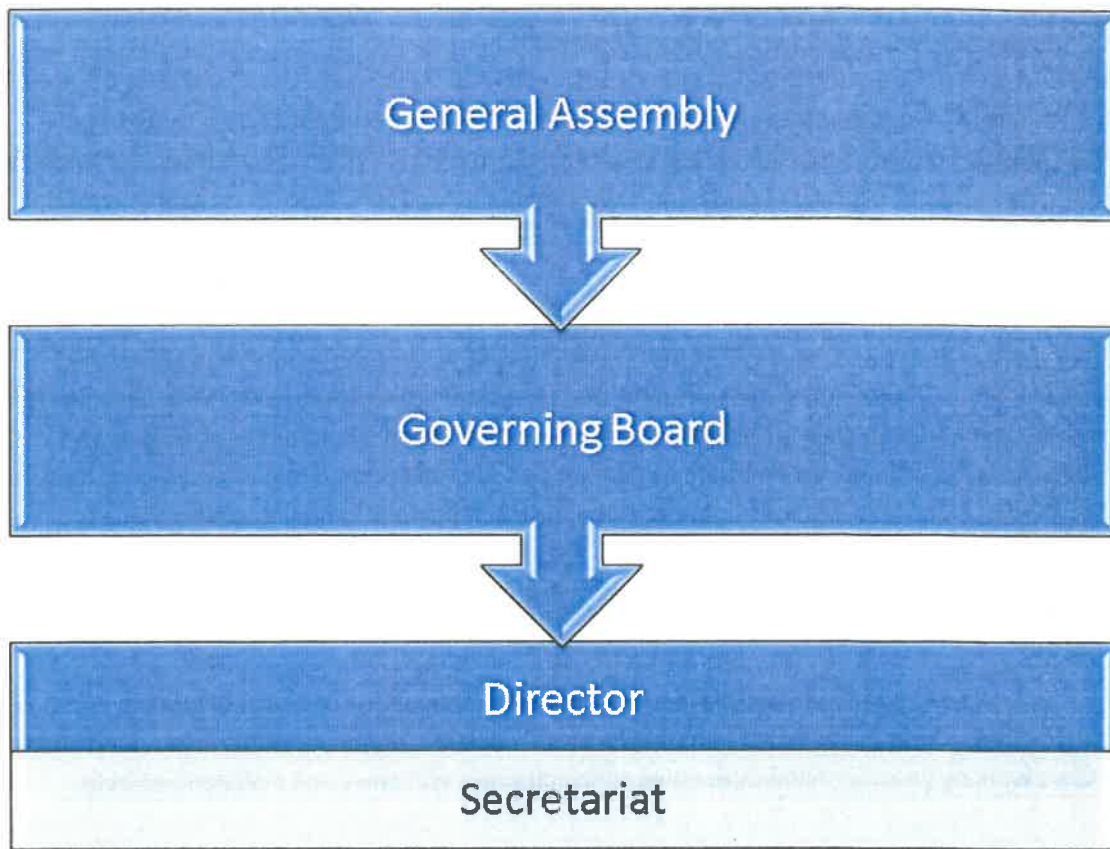 General Assembly
Governing Board
Director
Secretariat